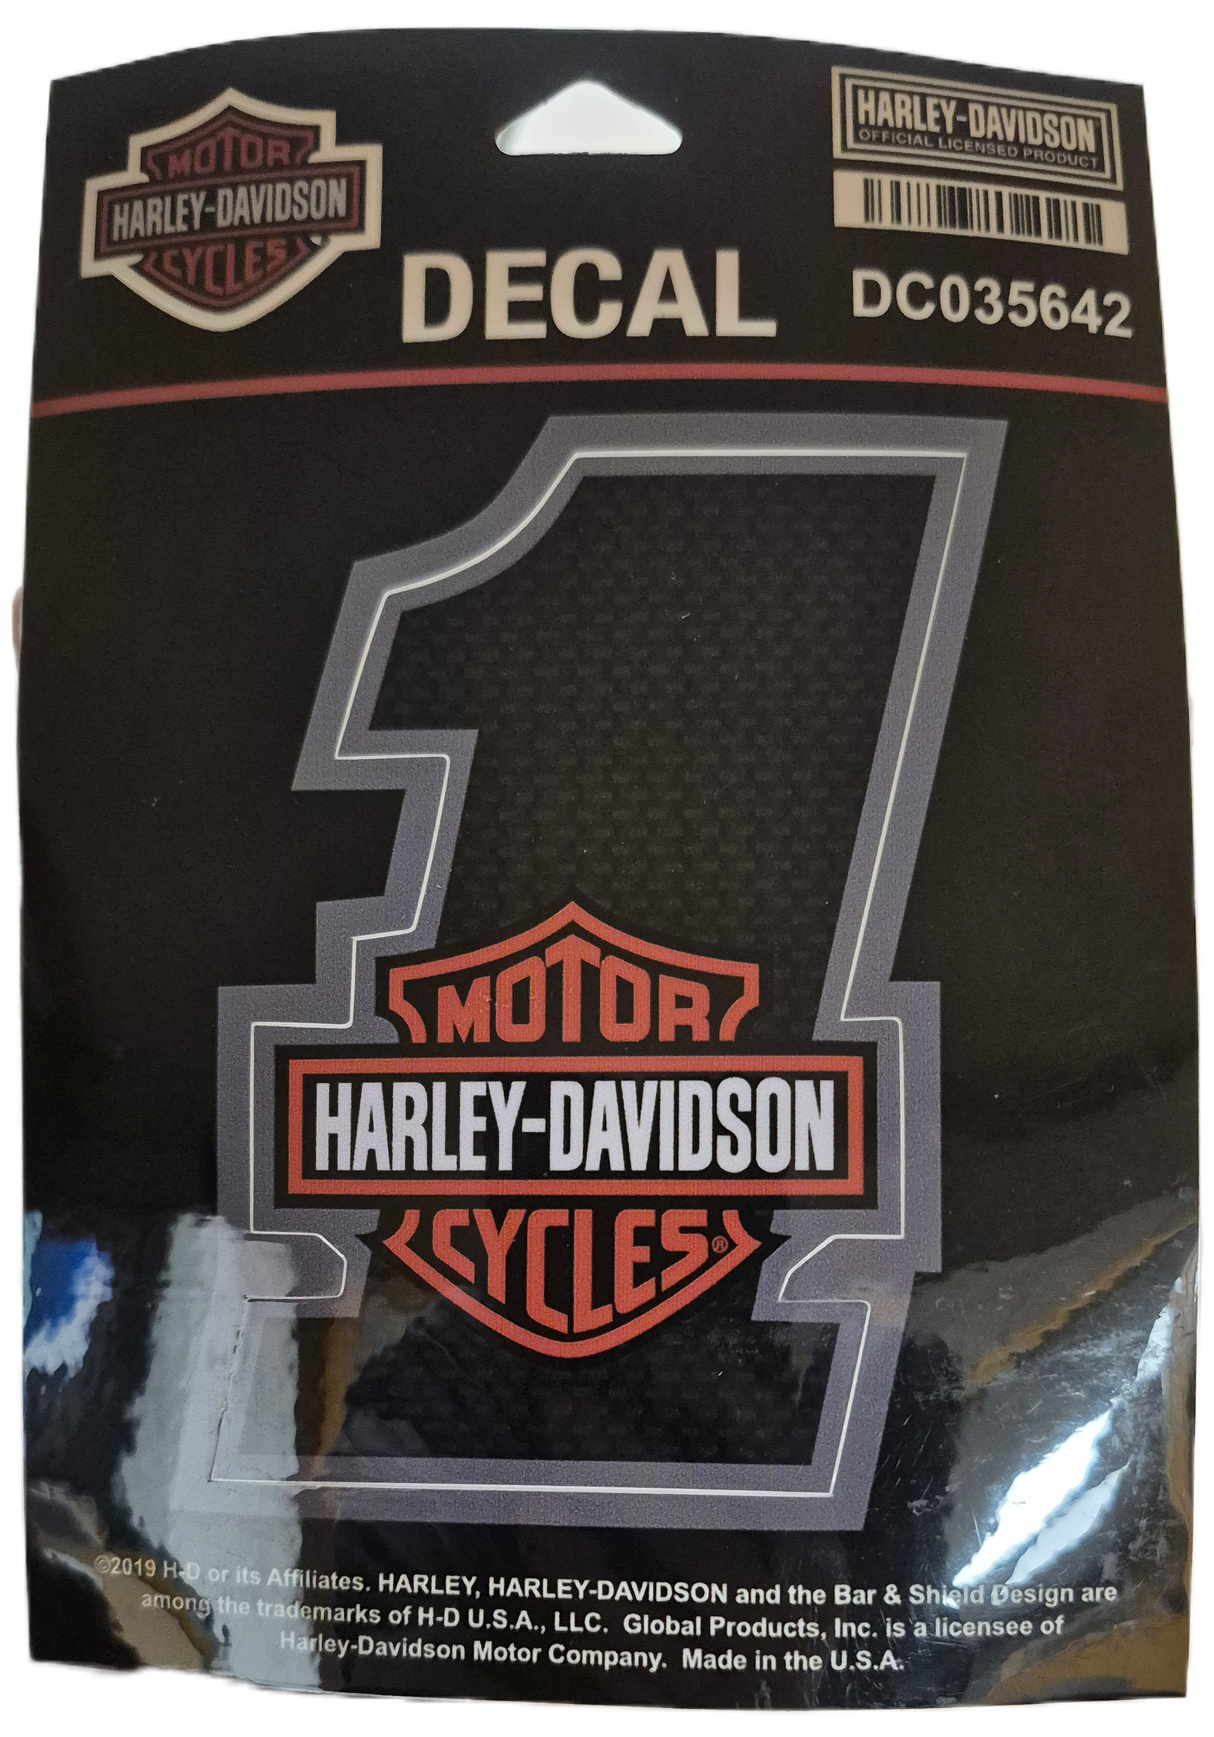 MOTOR
HARLEY-DAVIDSON
CYCLES
HARLEY-DAVIDSON
OFFICIAL LICENSED PRODUCT
DECAL
DC035642
1
MOTOR
HARLEY-DAVIDSON
CYCLES®
©2019 H-D or its Affiliates. HARLEY, HARLEY-DAVIDSON and the Bar & Shield Design are
among the trademarks of H-D U.S.A., LLC. Global Products, Inc. is a licensee of
Harley-Davidson Motor Company. Made in the U.S.A.